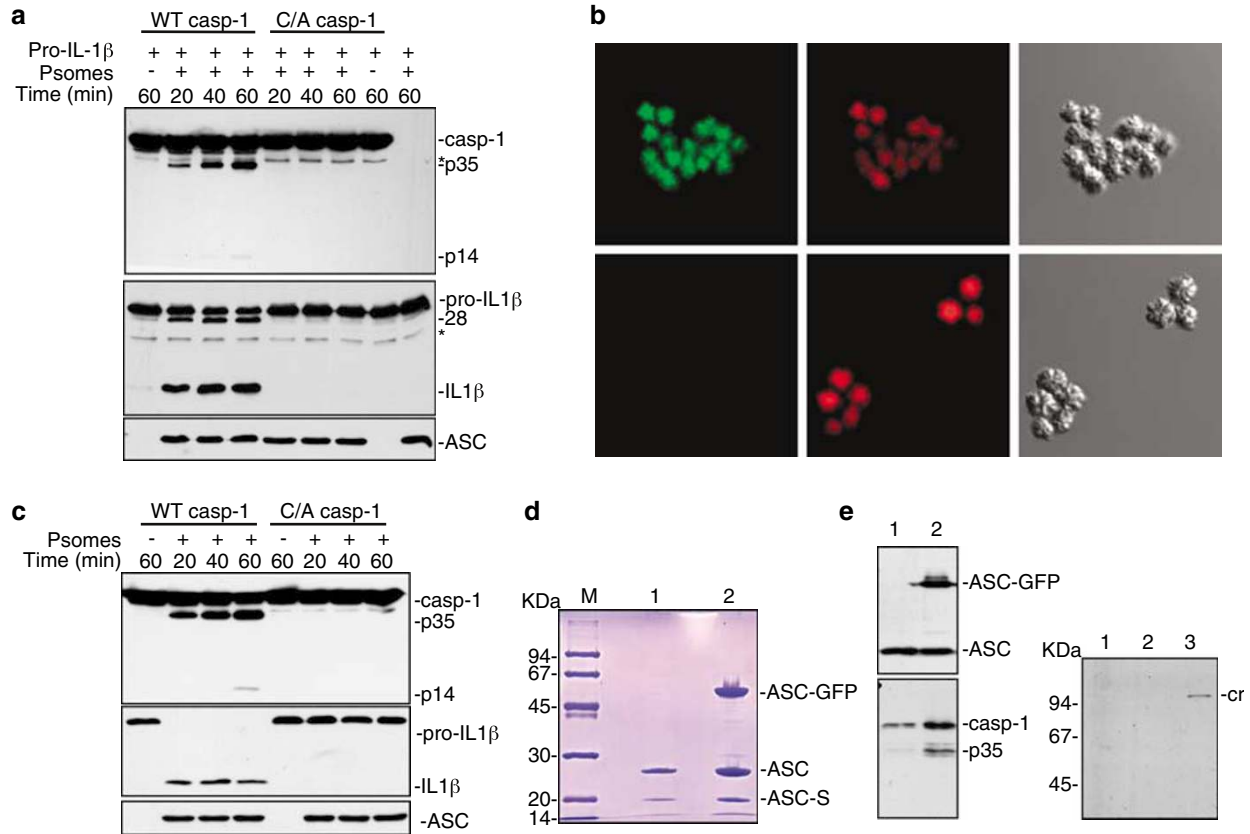 a
WT casp-1 C/A casp-1
Pro-IL-1β + + + + + + + + +
Psomes - + + + + + + - +
Time (min) 60 20 40 60 20 40 60 60 60
-casp-1
*
-p35
-p14
-pro-IL1β
-28
*
-IL1β
-ASC
b
c
WT casp-1 C/A casp-1
Psomes - + + + - + + +
Time (min) 60 20 40 60 60 20 40 60
-casp-1
-p35
-p14
-pro-IL1β
-IL1β
-ASC
d
KDa M 1 2
94-
67-
45-
30-
20-
14-
-ASC-GFP
-ASC
-ASC-S
e
1 2
-ASC-GFP
-ASC
-casp-1
-p35
KDa 1 2 3
94-
67-
45-
-cr